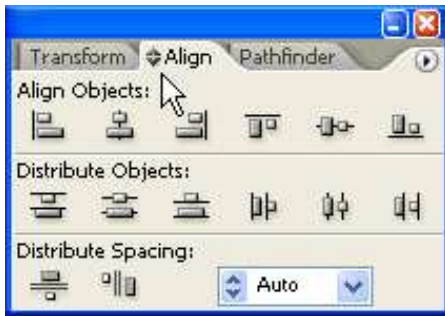 Transform Align Pathfinder
Align Objects:
Distribute Objects:
Distribute Spacing:
Auto